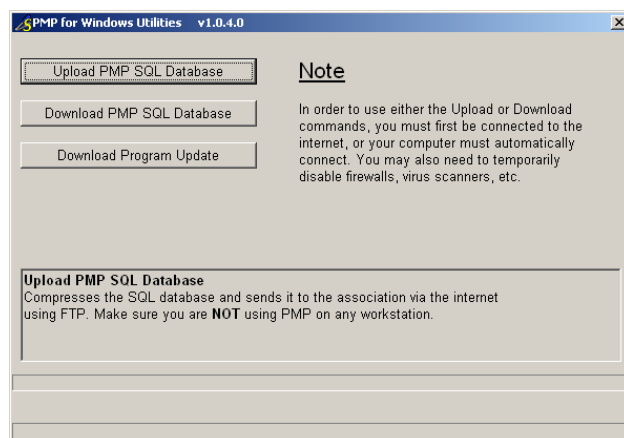 PMP for Windows Utilities v1.0.4.0
Upload PMP SQL Database
Download PMP SQL Database
Download Program Update
Note
In order to use either the Upload or Download
commands, you must first be connected to the
internet, or your computer must automatically
connect. You may also need to temporarily
disable firewalls, virus scanners, etc.
Upload PMP SQL Database
Compresses the SQL database and sends it to the association via the internet
using FTP. Make sure you are NOT using PMP on any workstation.